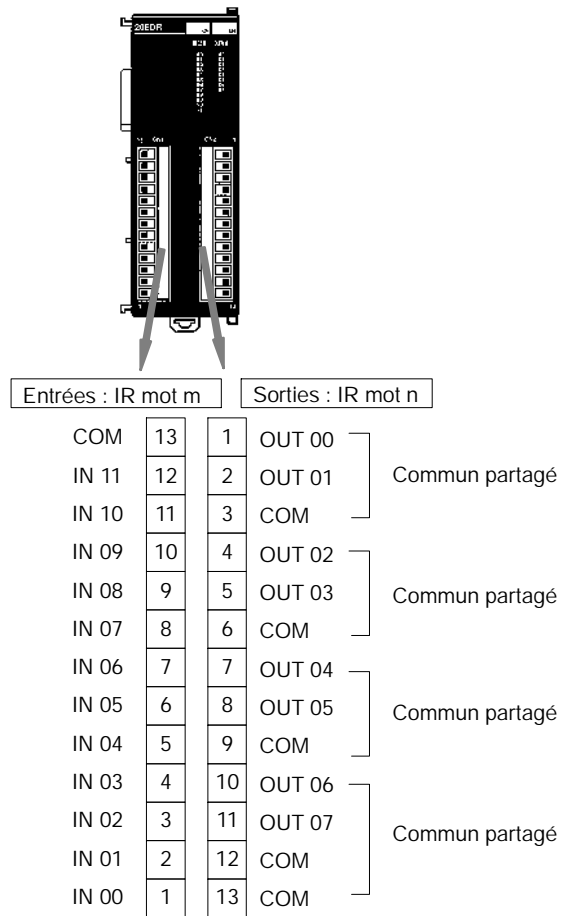 20EDR
Entrées : IR mot m
Sorties : IR mot n
COM 13 1 OUT 00
IN 11 12 2 OUT 01 Commun partagé
IN 10 11 3 COM
IN 09 10 4 OUT 02
IN 08 9 5 OUT 03 Commun partagé
IN 07 8 6 COM
IN 06 7 7 OUT 04
IN 05 6 8 OUT 05 Commun partagé
IN 04 5 9 COM
IN 03 4 10 OUT 06
IN 02 3 11 OUT 07 Commun partagé
IN 01 2 12 COM
IN 00 1 13 COM